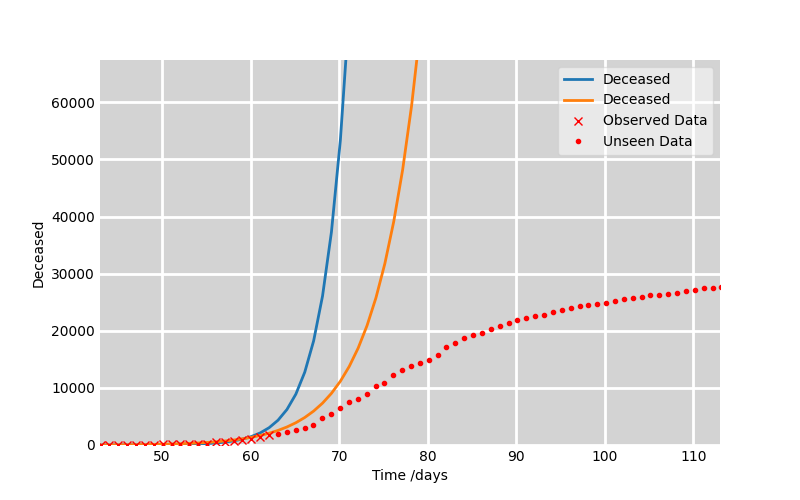 Deceased
Deceased
Observed Data
Unseen Data
60000
50000
40000
30000
20000
10000
0
Deceased
50
60
70
80
90
100
110
Time /days